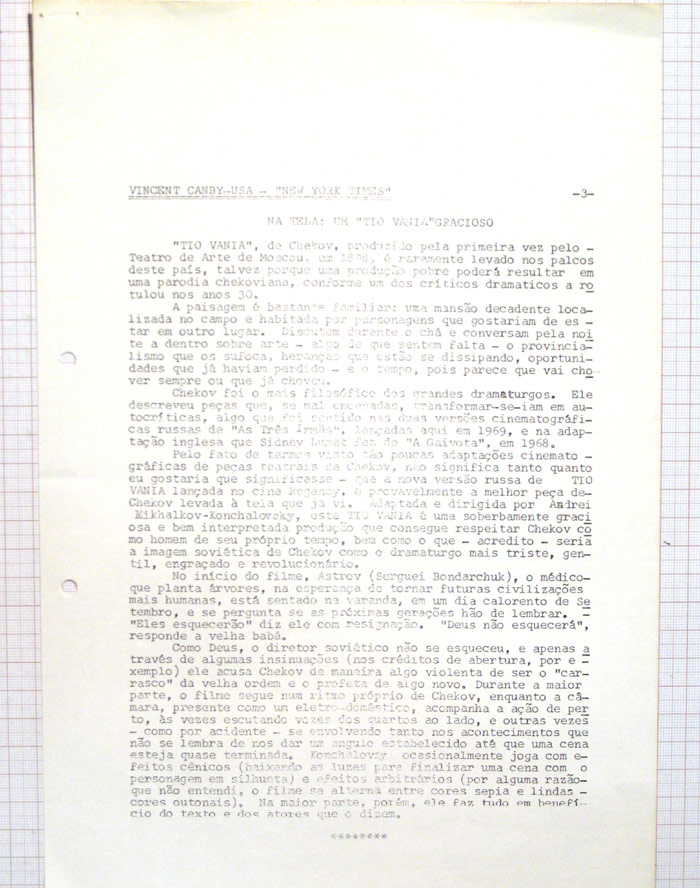 VINCENT CANBY-USA - "NEW YORK TIMES"
-3-
NA TELA: UM "TIO VANIA"GRACIOSO
"TIO VANIA", de Chekov, produzido pela primeira vez pelo -
Teatro de Arte de Moscou, em 1898, é raramente levado nos palcos
deste país, talvez porque uma produção pobre poderá resultar em
uma parodia chekoviana, conforme um dos críticos dramaticos a ro
tulou nos anos 30.
A paisagem é bastante familiar: uma mansão decadente loca-
lizada no campo e habitada por personagens que gostariam de es -
tar em outro lugar. Discutem durante o chá e conversam pela noi
te a dentro sobre arte - algo de que sentem falta - o provincia-
lismo que os sufoca, heranças que estão se dissipando, oportuni-
dades que já haviam perdido - e o tempo, pois parece que vai cho-
ver sempre ou que já choveu.
Chekov foi o mais filosófico dos grandes dramaturgos. Ele
descreveu peças que, se mal encenadas, transformar-se-iam em au-
tocríticas, algo que foi sentido nas duas versões cinematográfi-
cas russas de "As Três Irmãs", lançadas aqui em 1969, e na adap-
tação inglesa que Sidney Lumet fez de "A Gaivota", em 1968.
Pelo fato de termos visto tão poucas adaptações cinemato -
gráficas de peças teatrais de Chekov, não significa tanto quanto
eu gostaria que significasse - que a nova versão russa de TIO
VANIA lançada no cine Regency, é provavelmente a melhor peça de-
Chekov levada à tela que já vi. Adaptada e dirigida por Andrei
Mikhalkov-Konchalovsky, este TIO VANIA é uma soberbamente graci
osa e bem interpretada produção que consegue respeitar Chekov co
mo homem de seu próprio tempo, bem como o que - acredito - seria
a imagem soviética de Chekov como o dramaturgo mais triste, gen-
til, engraçado e revolucionário.
No início do filme, Astrov (Serguei Bondarchuk), o médico-
que planta árvores, na esperança de tornar futuras civilizações
mais humanas, está sentado na varanda, em um dia calorento de Se
tembro, e se pergunta se as próximas gerações hão de lembrar. -
"Eles esquecerão" diz ele com resignação. "Deus não esquecerá",
responde a velha babá.
Como Deus, o diretor soviético não se esqueceu, e apenas a
través de algumas insinuações (nos créditos de abertura, por e -
xemplo) ele acusa Chekov de maneira algo violenta de ser o "car-
rasco" da velha ordem e o profeta de algo novo. Durante a maior
parte, o filme segue num ritmo próprio de Chekov, enquanto a câ-
mara, presente como um eletro-doméstico, acompanha a ação de per
to, às vezes escutando vozes dos quartos ao lado, e outras vezes
- como por acidente - se envolvendo tanto nos acontecimentos que
não se lembra de nos dar um angulo estabelecido até que uma cena
esteja quase terminada. Konchalovsy ocasionalmente joga com e-
feitos cênicos (baixando as luzes para finalizar uma cena com o
personagem em silhueta) e efeitos arbitrários (por alguma razão-
que não entendi, o filme se alterna entre cores sepia e lindas -
cores outonais). Na maior parte, porém, ele faz tudo em benefí-
cio do texto e dos atores que o dizem.
********